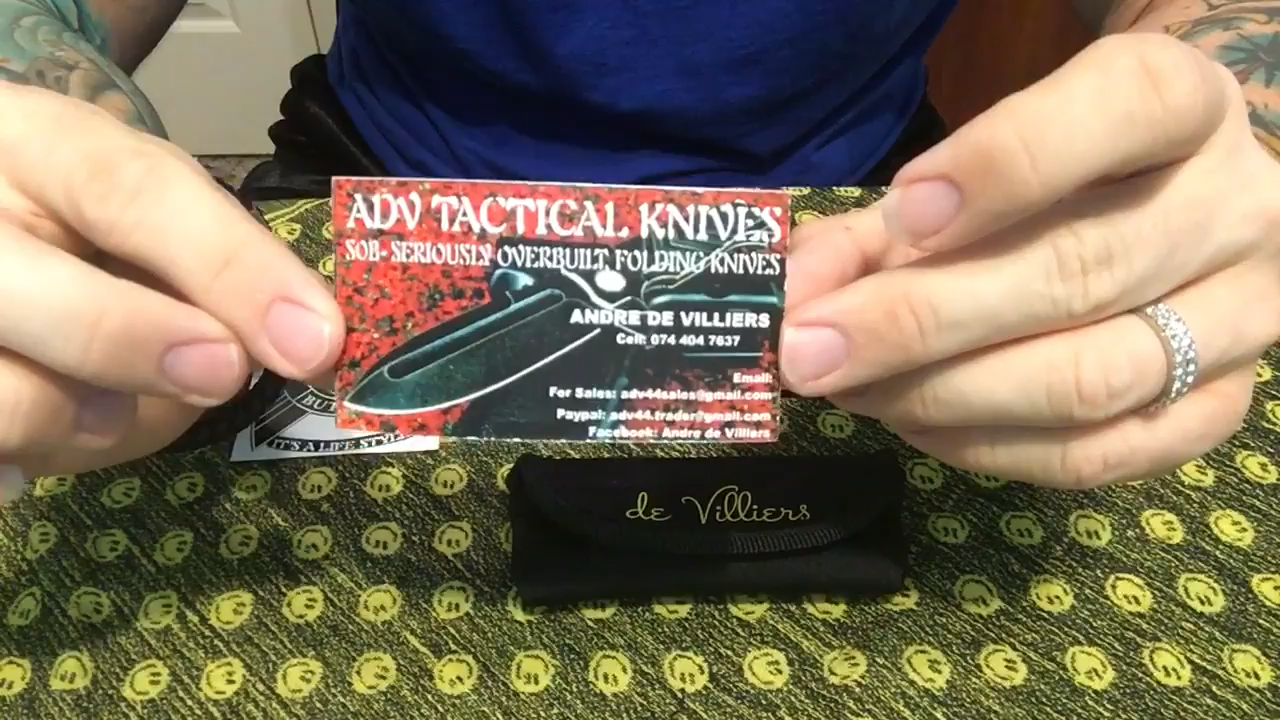 ADV TACTICAL KNIVES
SOB- SERIOUSLY OVERBUILT FOLDING KNIVES
ANDRE DE VILLIERS
Cell: 074 404 7637
Email:
For Sales: adv44sales@gmail.com
Paypal: adv44.trader@gmail.com
Facebook: Andre de Villiers
BUT
IT'S A LIFE STYLE
de Villiers